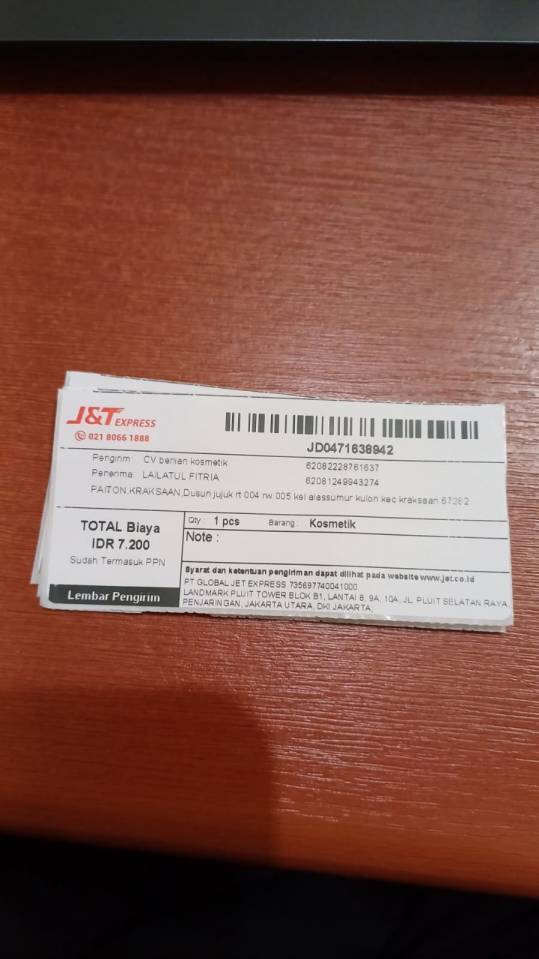 J&T EXPRESS
021 8066 1888
JD0471638942
Pengirim : CV berlian kosmetik 62082228761637
Penerima : LAILATUL FITRIA 62081249943274
PAITON,KRAKSAAN,Dusun jujuk rt 004 rw 005 kel alassumur kulon kec kraksaan 67282
TOTAL Biaya
IDR 7.200
Sudah Termasuk PPN
Lembar Pengirim
Qty : 1 pcs Barang : Kosmetik
Note :
Syarat dan ketentuan pengiriman dapat dilihat pada website www.jet.co.id
PT GLOBAL JET EXPRESS 735697740041000
LANDMARK PLUIT TOWER BLOK B1, LANTAI 8, 9A, 10A, JL. PLUIT SELATAN RAYA,
PENJARINGAN, JAKARTA UTARA, DKI JAKARTA,